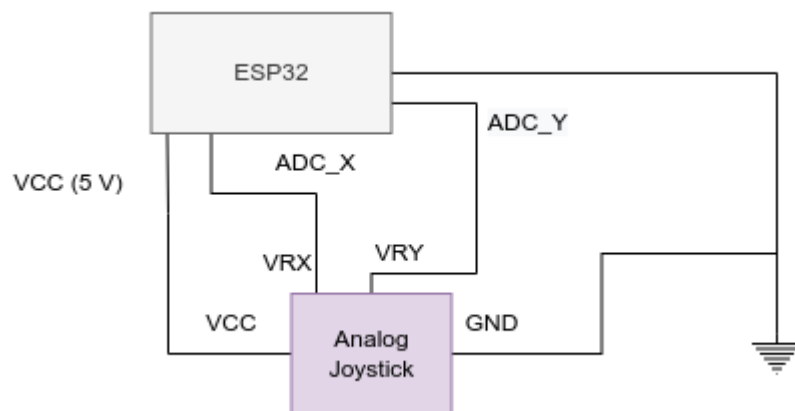 ESP32
ADC_Y
ADC_X
VCC (5 V)
VRX
VRY
VCC
GND
Analog
Joystick